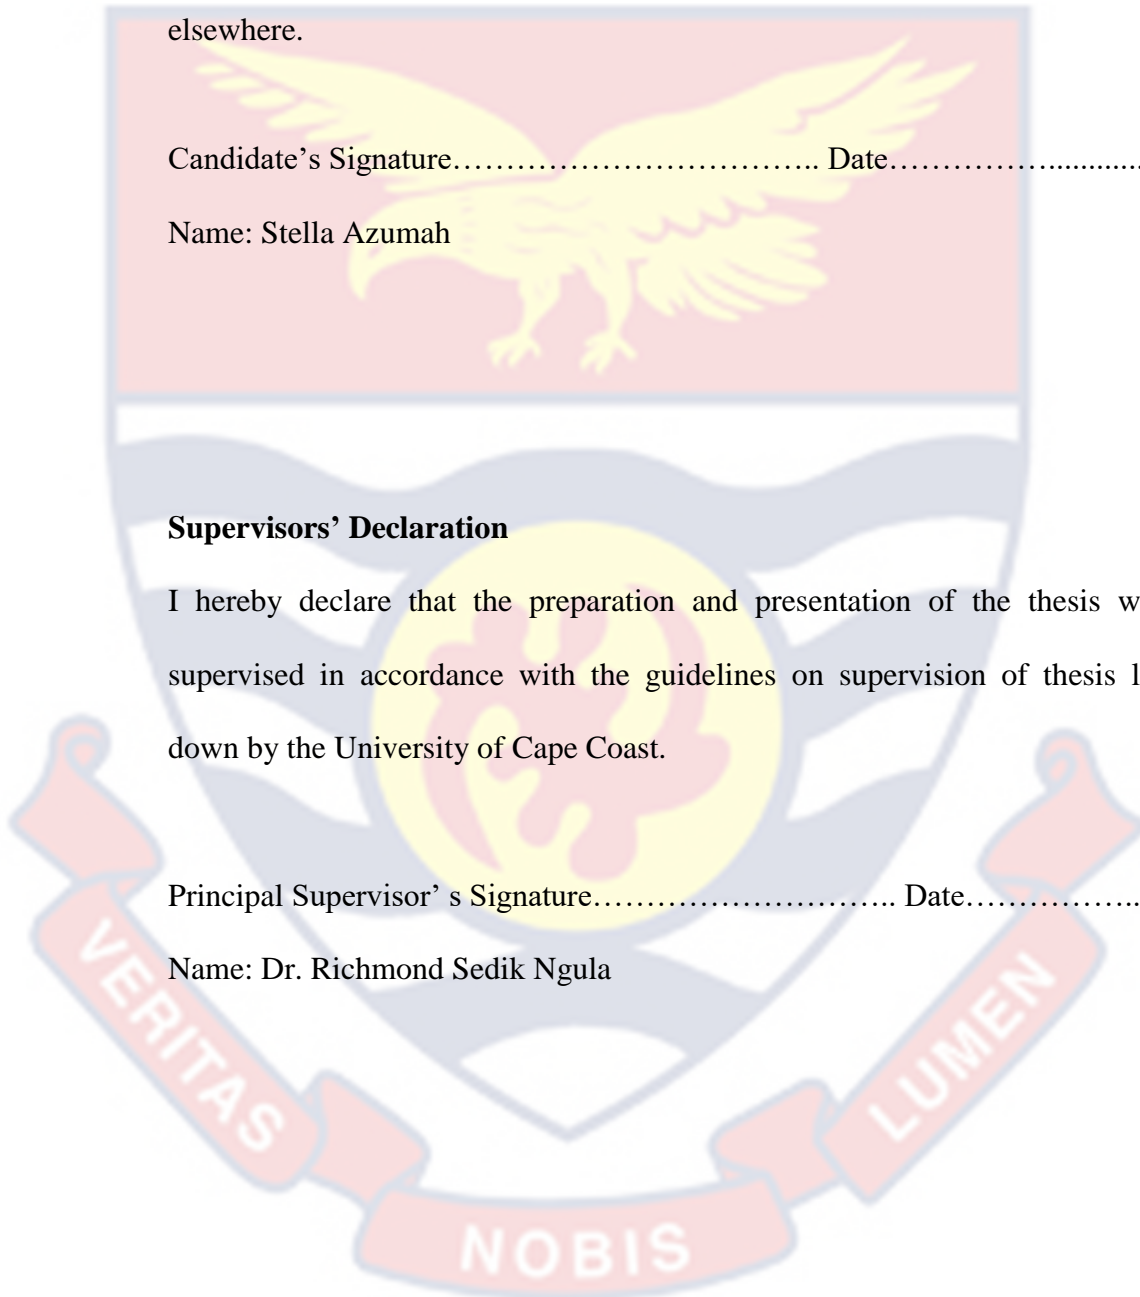 elsewhere.
Candidate’s Signature…………………………….. Date……………............
Name: Stella Azumah
Supervisors’ Declaration
I hereby declare that the preparation and presentation of the thesis w
supervised in accordance with the guidelines on supervision of thesis l
down by the University of Cape Coast.
Principal Supervisor’ s Signature……………………….. Date……………..
Name: Dr. Richmond Sedik Ngula
VERITAS
NOBIS
LUMEN